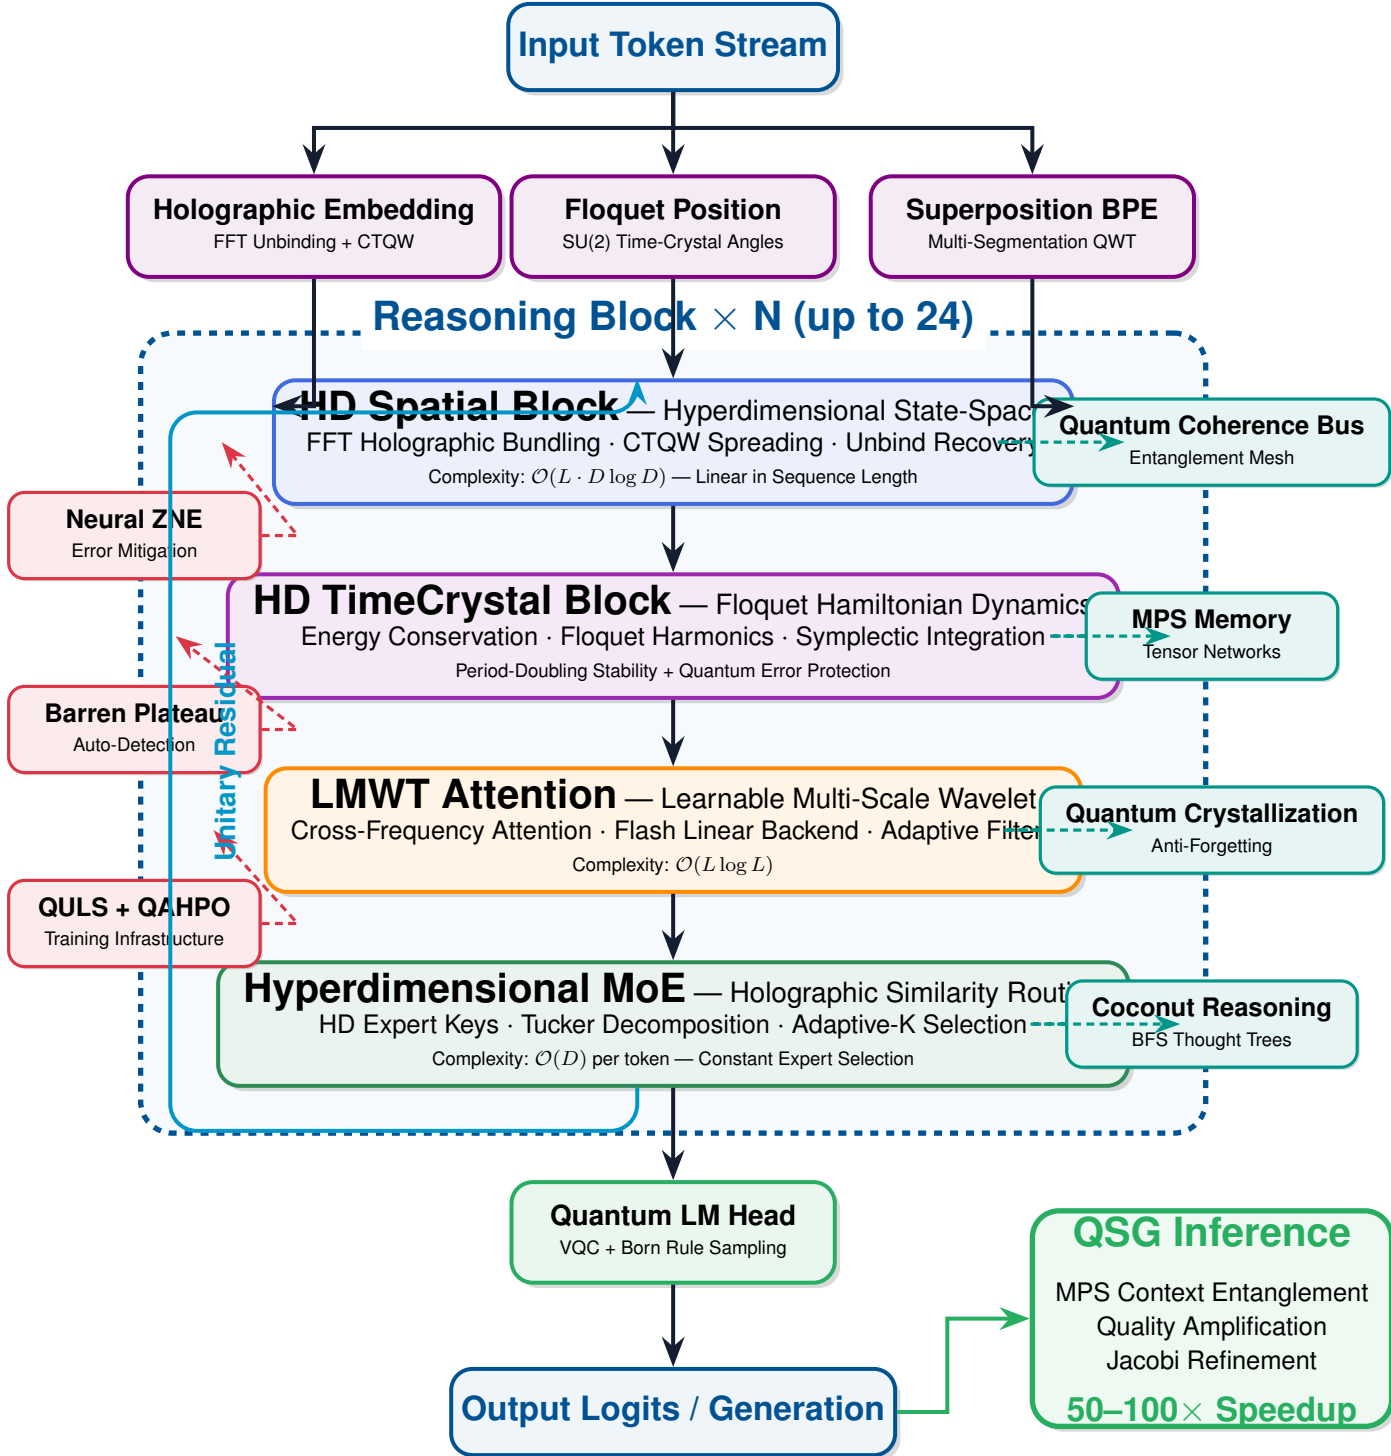 Input Token Stream
Holographic Embedding
FFT Unbinding + CTQW
Floquet Position
SU(2) Time-Crystal Angles
Superposition BPE
Multi-Segmentation QWT
Reasoning Block × N (up to 24)
HD Spatial Block — Hyperdimensional State-Spac
FFT Holographic Bundling · CTQW Spreading · Unbind Recovery
Complexity: 𝒪(L · D log D) — Linear in Sequence Length
Quantum Coherence Bus
Entanglement Mesh
Neural ZNE
Error Mitigation
HD TimeCrystal Block — Floquet Hamiltonian Dynamics
Energy Conservation · Floquet Harmonics · Symplectic Integration
Period-Doubling Stability + Quantum Error Protection
MPS Memory
Tensor Networks
Unitary Residual
Barren Plateau
Auto-Detection
LMWT Attention — Learnable Multi-Scale Wavelet
Cross-Frequency Attention · Flash Linear Backend · Adaptive Filter
Complexity: 𝒪(L log L)
Quantum Crystallization
Anti-Forgetting
QULS + QAHPO
Training Infrastructure
Hyperdimensional MoE — Holographic Similarity Routi
HD Expert Keys · Tucker Decomposition · Adaptive-K Selection
Complexity: 𝒪(D) per token — Constant Expert Selection
Coconut Reasoning
BFS Thought Trees
Quantum LM Head
VQC + Born Rule Sampling
QSG Inference
MPS Context Entanglement
Quality Amplification
Jacobi Refinement
50–100× Speedup
Output Logits / Generation